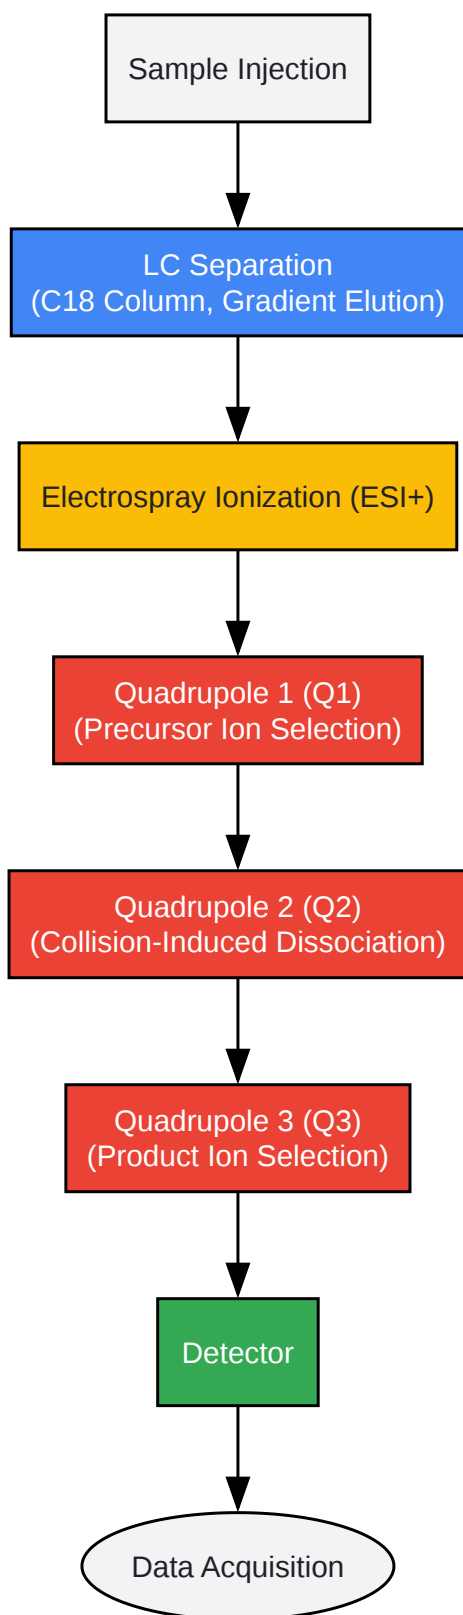 Sample Injection
LC Separation
(C18 Column, Gradient Elution)
Electrospray Ionization (ESI+)
Quadrupole 1 (Q1)
(Precursor Ion Selection)
Quadrupole 2 (Q2)
(Collision-Induced Dissociation)
Quadrupole 3 (Q3)
(Product Ion Selection)
Detector
Data Acquisition